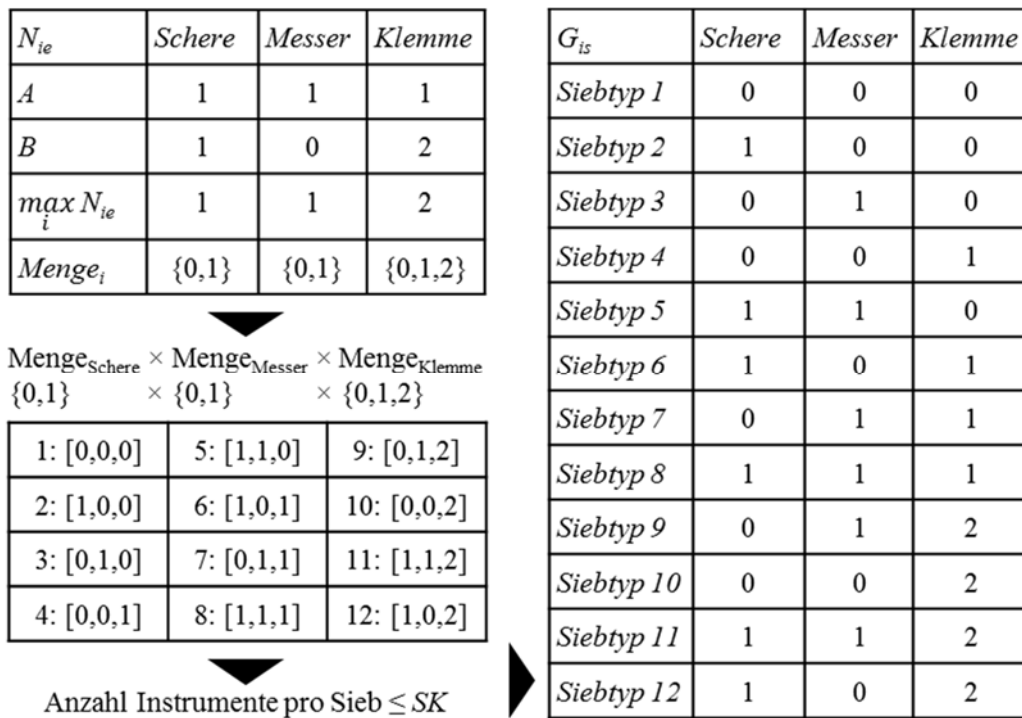 N_ie Schere Messer Klemme
A 1 1 1
B 1 0 2
max_i N_ie 1 1 2
Menge_i {0,1} {0,1} {0,1,2}
Menge_Schere × Menge_Messer × Menge_Klemme
{0,1} × {0,1} × {0,1,2}
1: [0,0,0] 5: [1,1,0] 9: [0,1,2]
2: [1,0,0] 6: [1,0,1] 10: [0,0,2]
3: [0,1,0] 7: [0,1,1] 11: [1,1,2]
4: [0,0,1] 8: [1,1,1] 12: [1,0,2]
Anzahl Instrumente pro Sieb ≤ SK
G_is Schere Messer Klemme
Siebtyp 1 0 0 0
Siebtyp 2 1 0 0
Siebtyp 3 0 1 0
Siebtyp 4 0 0 1
Siebtyp 5 1 1 0
Siebtyp 6 1 0 1
Siebtyp 7 0 1 1
Siebtyp 8 1 1 1
Siebtyp 9 0 1 2
Siebtyp 10 0 0 2
Siebtyp 11 1 1 2
Siebtyp 12 1 0 2